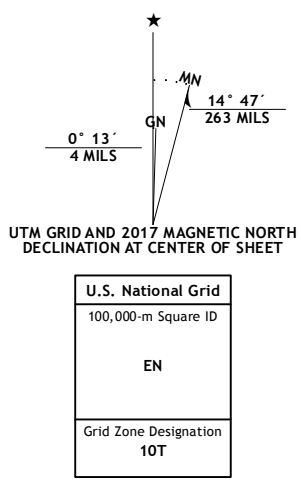 ★
MN
GN
14° 47´
263 MILS
0° 13´
4 MILS
UTM GRID AND 2017 MAGNETIC NORTH
DECLINATION AT CENTER OF SHEET
U.S. National Grid
100,000-m Square ID
EN
Grid Zone Designation
10T